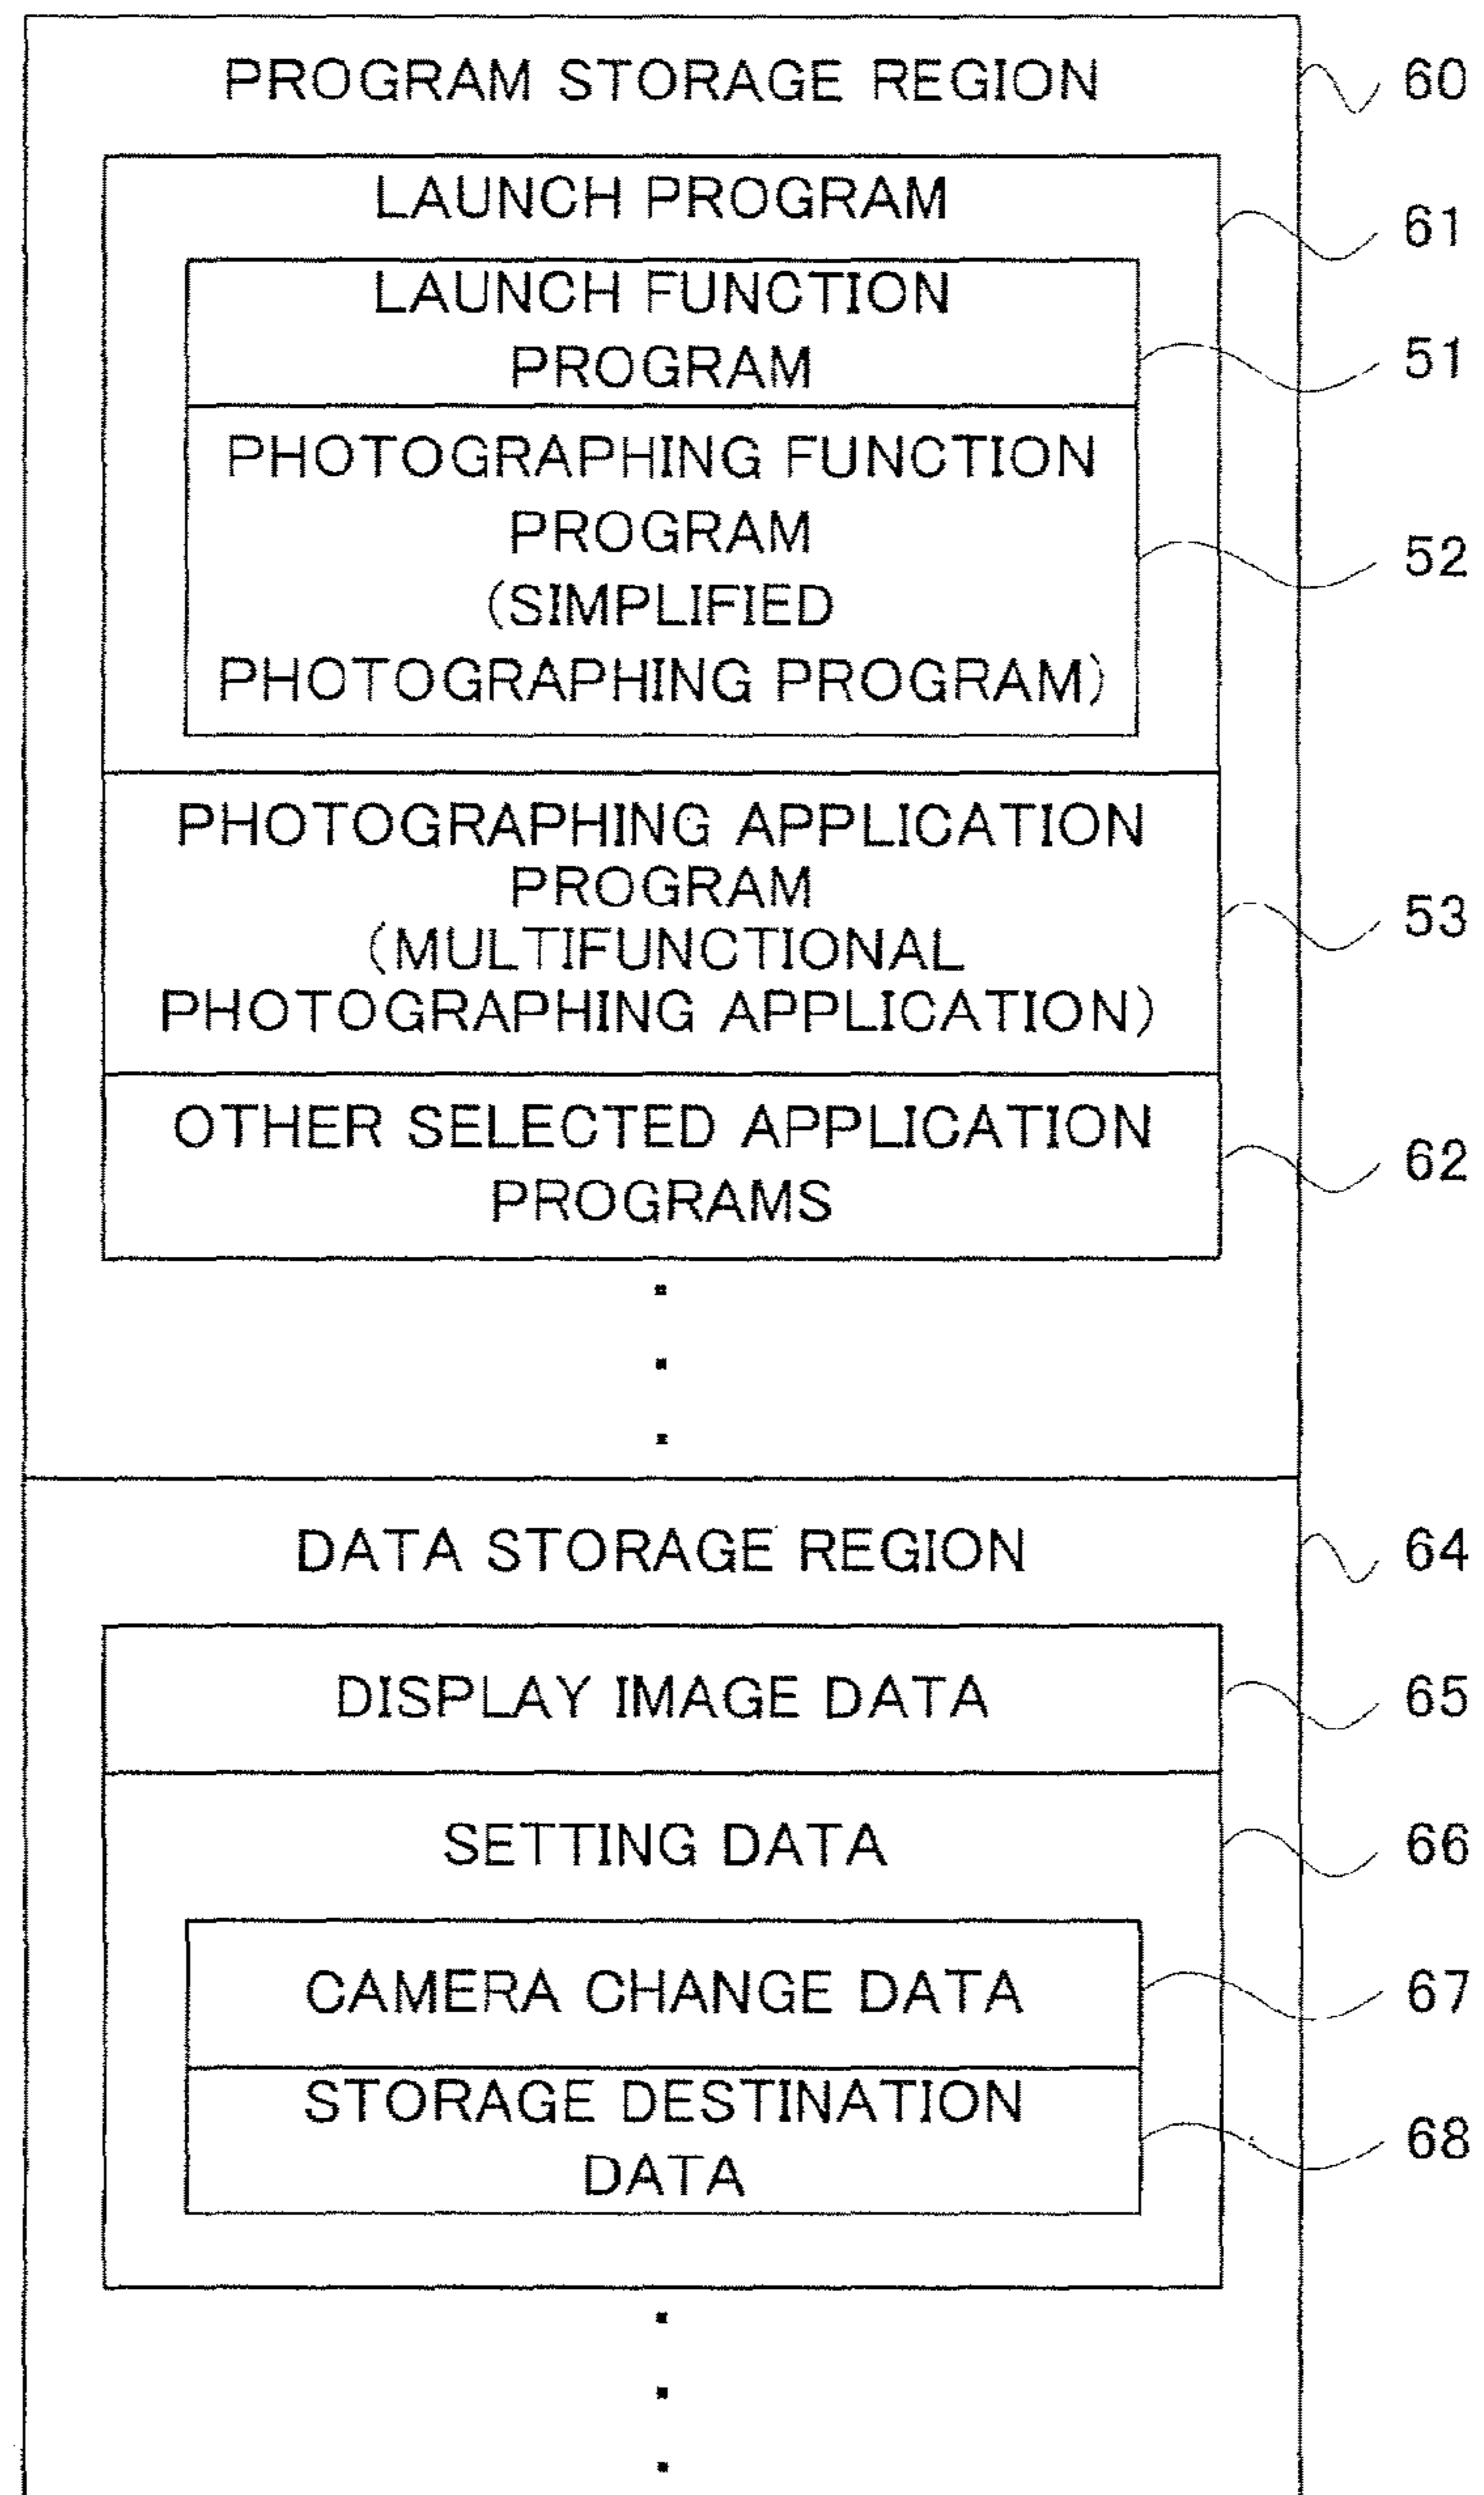 PROGRAM STORAGE REGION 60
LAUNCH PROGRAM 61
LAUNCH FUNCTION
PROGRAM 51
PHOTOGRAPHING FUNCTION
PROGRAM 52
(SIMPLIFIED
PHOTOGRAPHING PROGRAM)
PHOTOGRAPHING APPLICATION
PROGRAM 53
(MULTIFUNCTIONAL
PHOTOGRAPHING APPLICATION)
OTHER SELECTED APPLICATION 62
PROGRAMS
DATA STORAGE REGION 64
DISPLAY IMAGE DATA 65
SETTING DATA 66
CAMERA CHANGE DATA 67
STORAGE DESTINATION 68
DATA